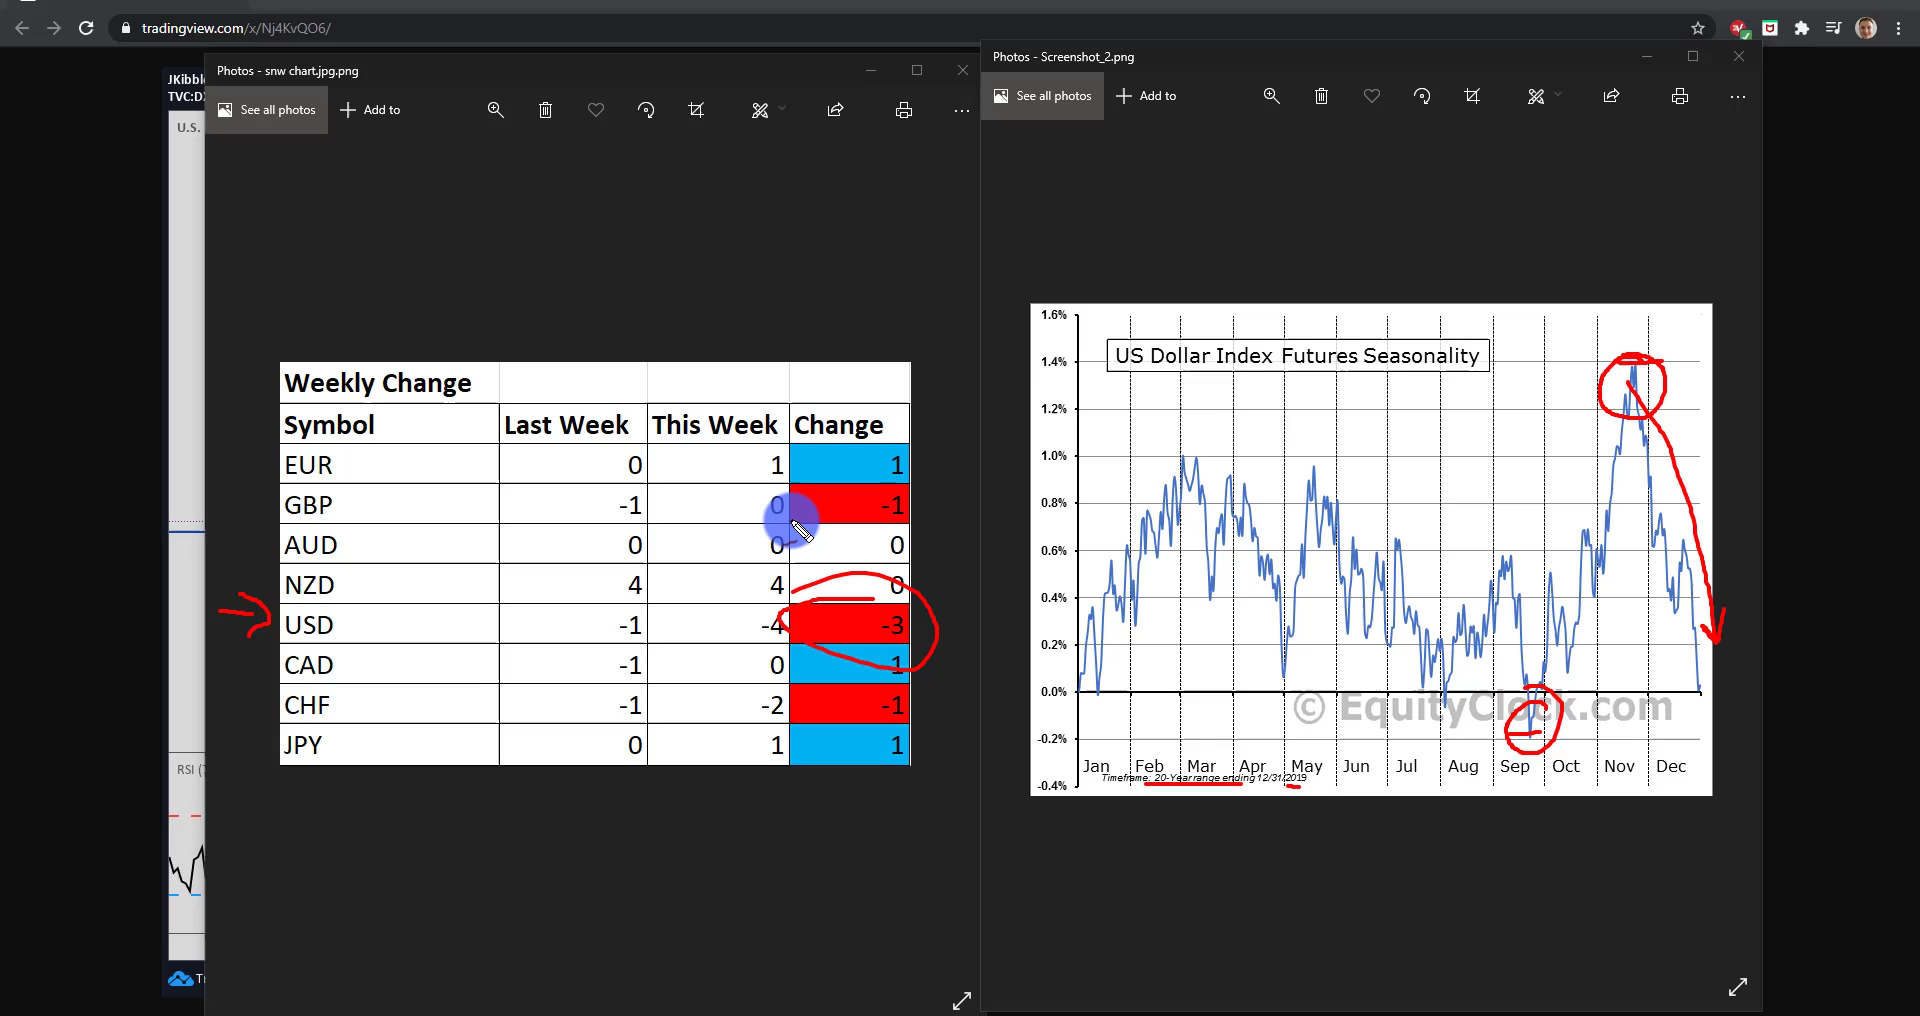 tradingview.com/x/Nj4KvQO6/
JKibbl
TVC:D
U.S.
RSI (
Photos - snw chart.jpg.png
See all photos
Add to
Weekly Change
Symbol Last Week This Week Change
EUR 0 1 1
GBP -1 0 -1
AUD 0 0 0
NZD 4 4 0
USD -1 -4 -3
CAD -1 0 1
CHF -1 -2 -1
JPY 0 1 1
Photos - Screenshot_2.png
See all photos
Add to
US Dollar Index Futures Seasonality
1.6%
1.4%
1.2%
1.0%
0.8%
0.6%
0.4%
0.2%
0.0%
-0.2%
-0.4%
© EquityClock.com
Jan Feb Mar Apr May Jun Jul Aug Sep Oct Nov Dec
Timeframe: 20-Year range ending 12/31/2019